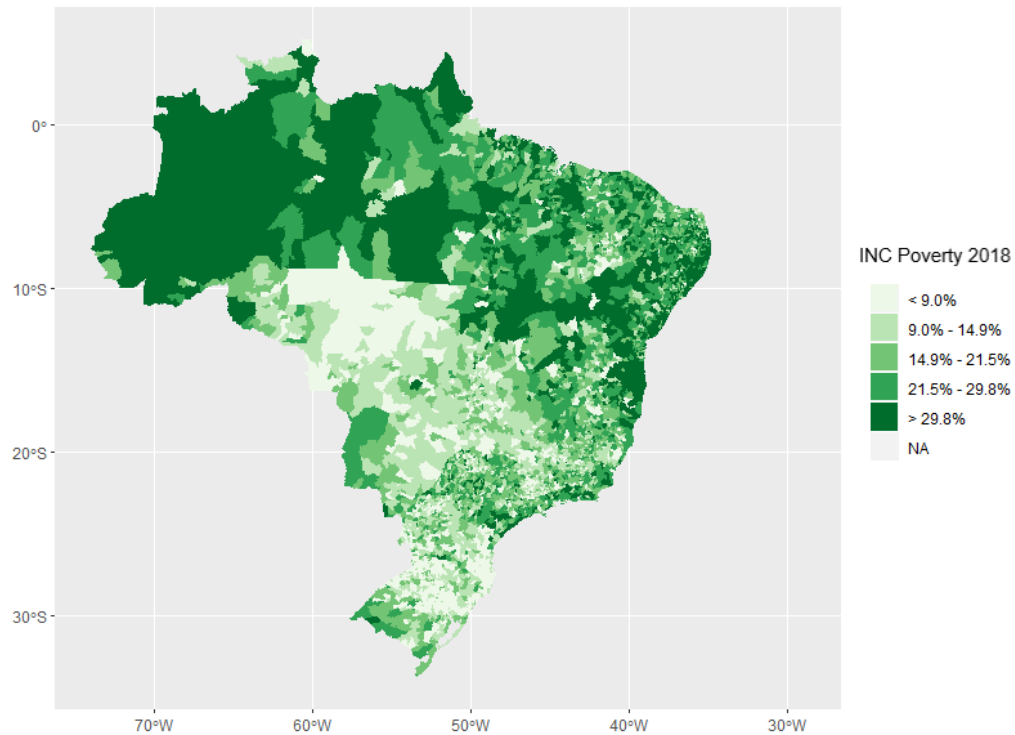 INC Poverty 2018
< 9.0%
9.0% - 14.9%
14.9% - 21.5%
21.5% - 29.8%
> 29.8%
NA
0°
10°S
20°S
30°S
70°W
60°W
50°W
40°W
30°W